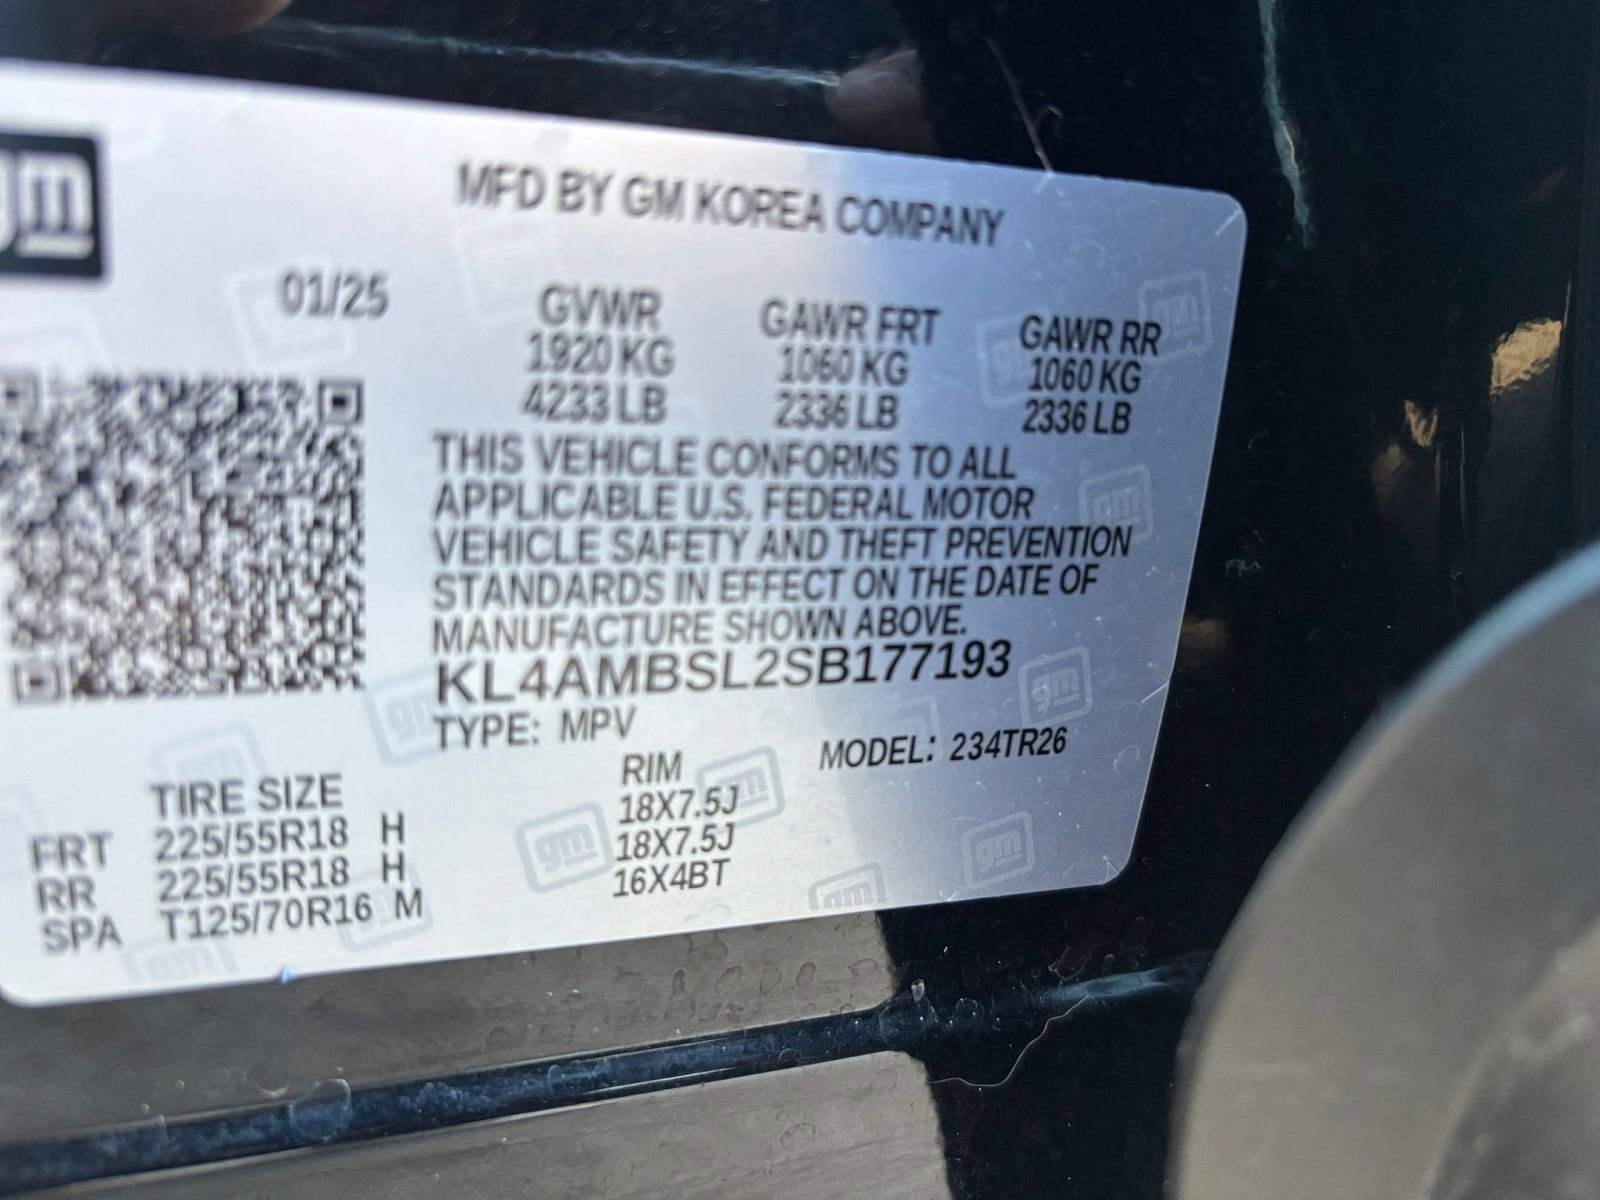 gm
MFD BY GM KOREA COMPANY
01/25
GVWR GAWR FRT GAWR RR
1920 KG 1060 KG 1060 KG
4233 LB 2336 LB 2336 LB
THIS VEHICLE CONFORMS TO ALL
APPLICABLE U.S. FEDERAL MOTOR
VEHICLE SAFETY AND THEFT PREVENTION
STANDARDS IN EFFECT ON THE DATE OF
MANUFACTURE SHOWN ABOVE.
KL4AMBSL2SB177193
TYPE: MPV MODEL: 234TR26
TIRE SIZE RIM
FRT 225/55R18 H 18X7.5J
RR 225/55R18 H 18X7.5J
SPA T125/70R16 M 16X4BT